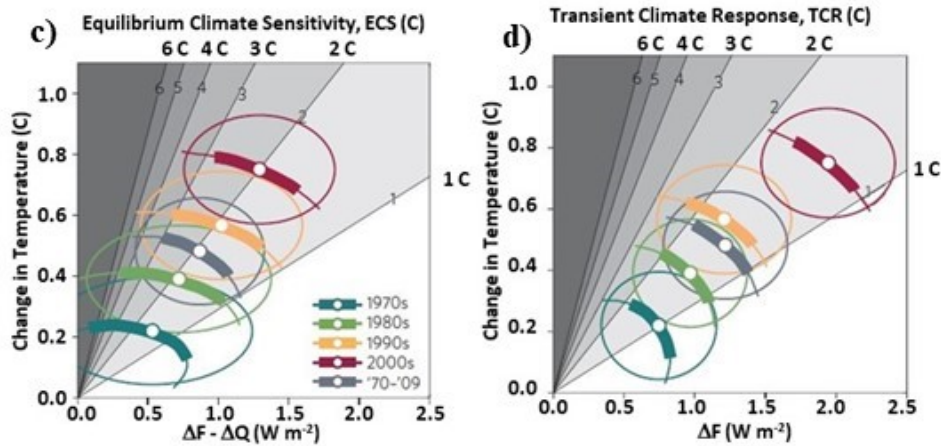 c)
Equilibrium Climate Sensitivity, ECS (C)
6 C 4 C 3 C 2 C
1 C
Change in Temperature (C)
1.0
0.8
0.6
0.4
0.2
0.0
6 5 4 3 2 1
1970s
1980s
1990s
2000s
'70-'09
0.0 0.5 1.0 1.5 2.0 2.5
ΔF - ΔQ (W m⁻²)
d)
Transient Climate Response, TCR (C)
6 C 4 C 3 C 2 C
1 C
Change in Temperature (C)
1.0
0.8
0.6
0.4
0.2
0.0
6 5 4 3 2 1
0.0 0.5 1.0 1.5 2.0 2.5
ΔF (W m⁻²)